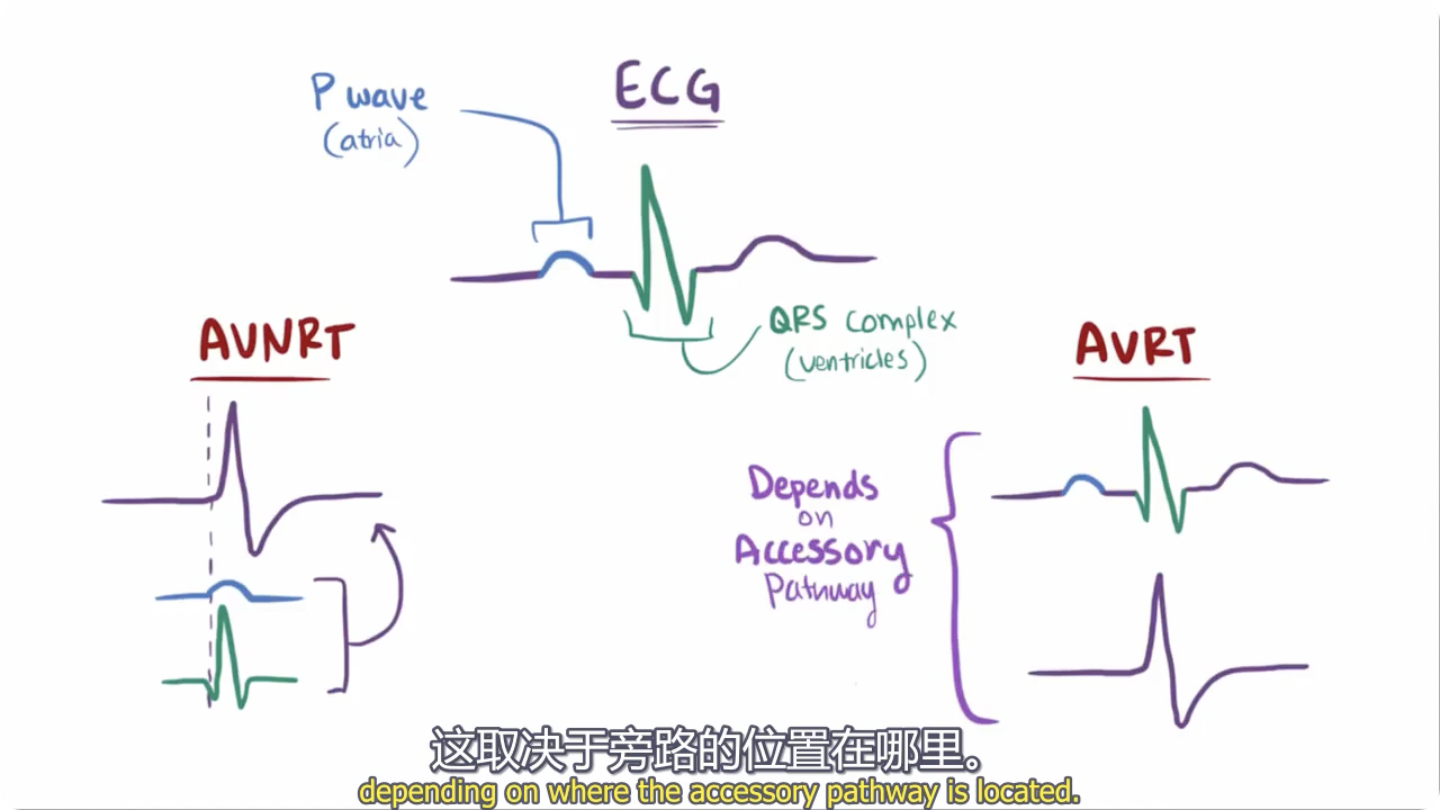 ECG
P wave
(atria)
QRS complex
(ventricles)
AVNRT
AVRT
Depends
on
Accessory
Pathway
这取决于旁路的位置在哪里。
depending on where the accessory pathway is located.